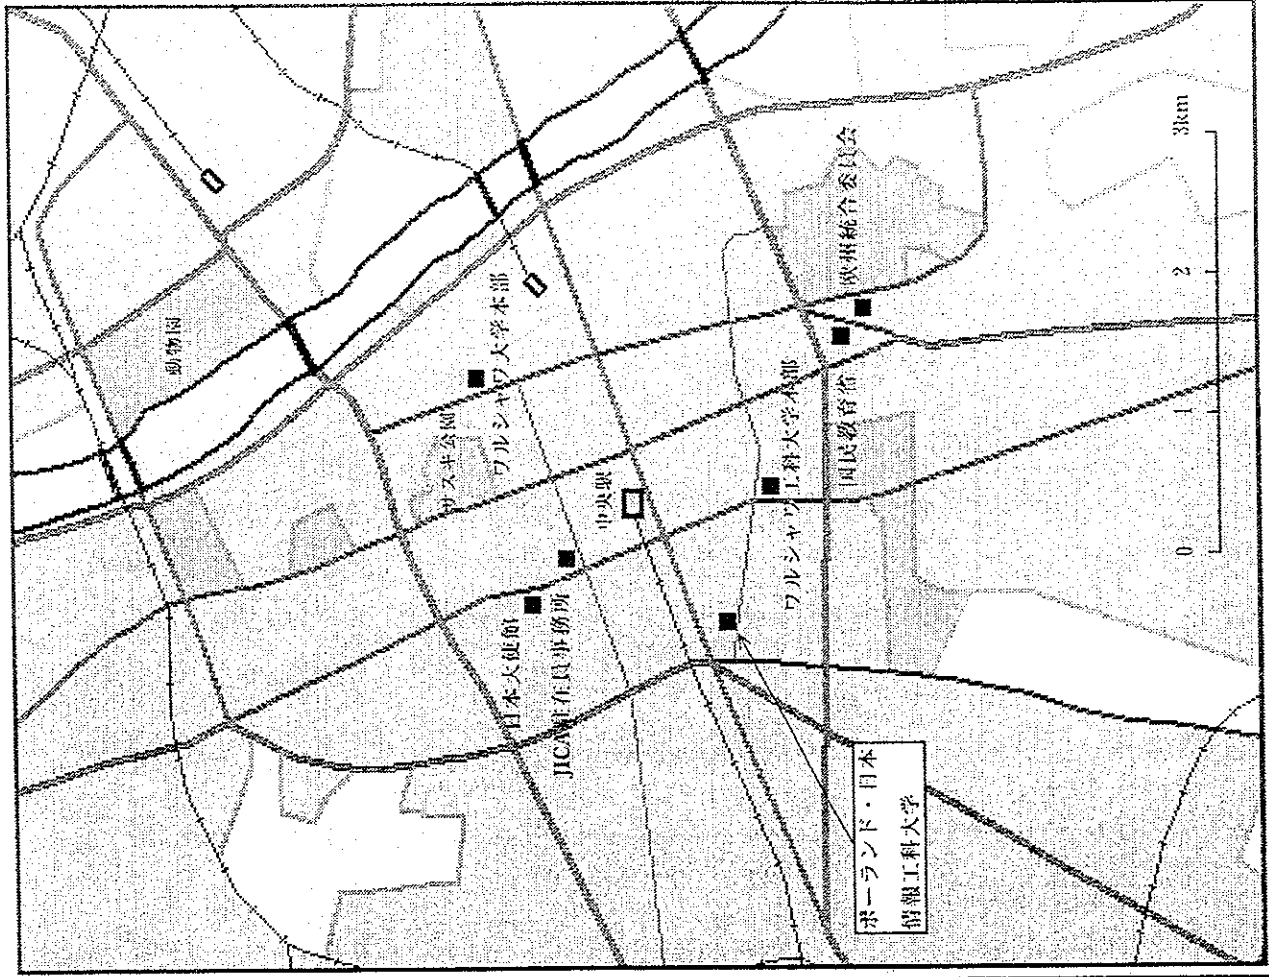 動物園
サスキ公園
ワルシャワ大学本部
中央駅
日本大使館
JICA駐在員事務所
ワルシャワ工科大学本部
国民教育省
欧州統合委員会
ポーランド・日本
情報工科大学
0
1
2
3km